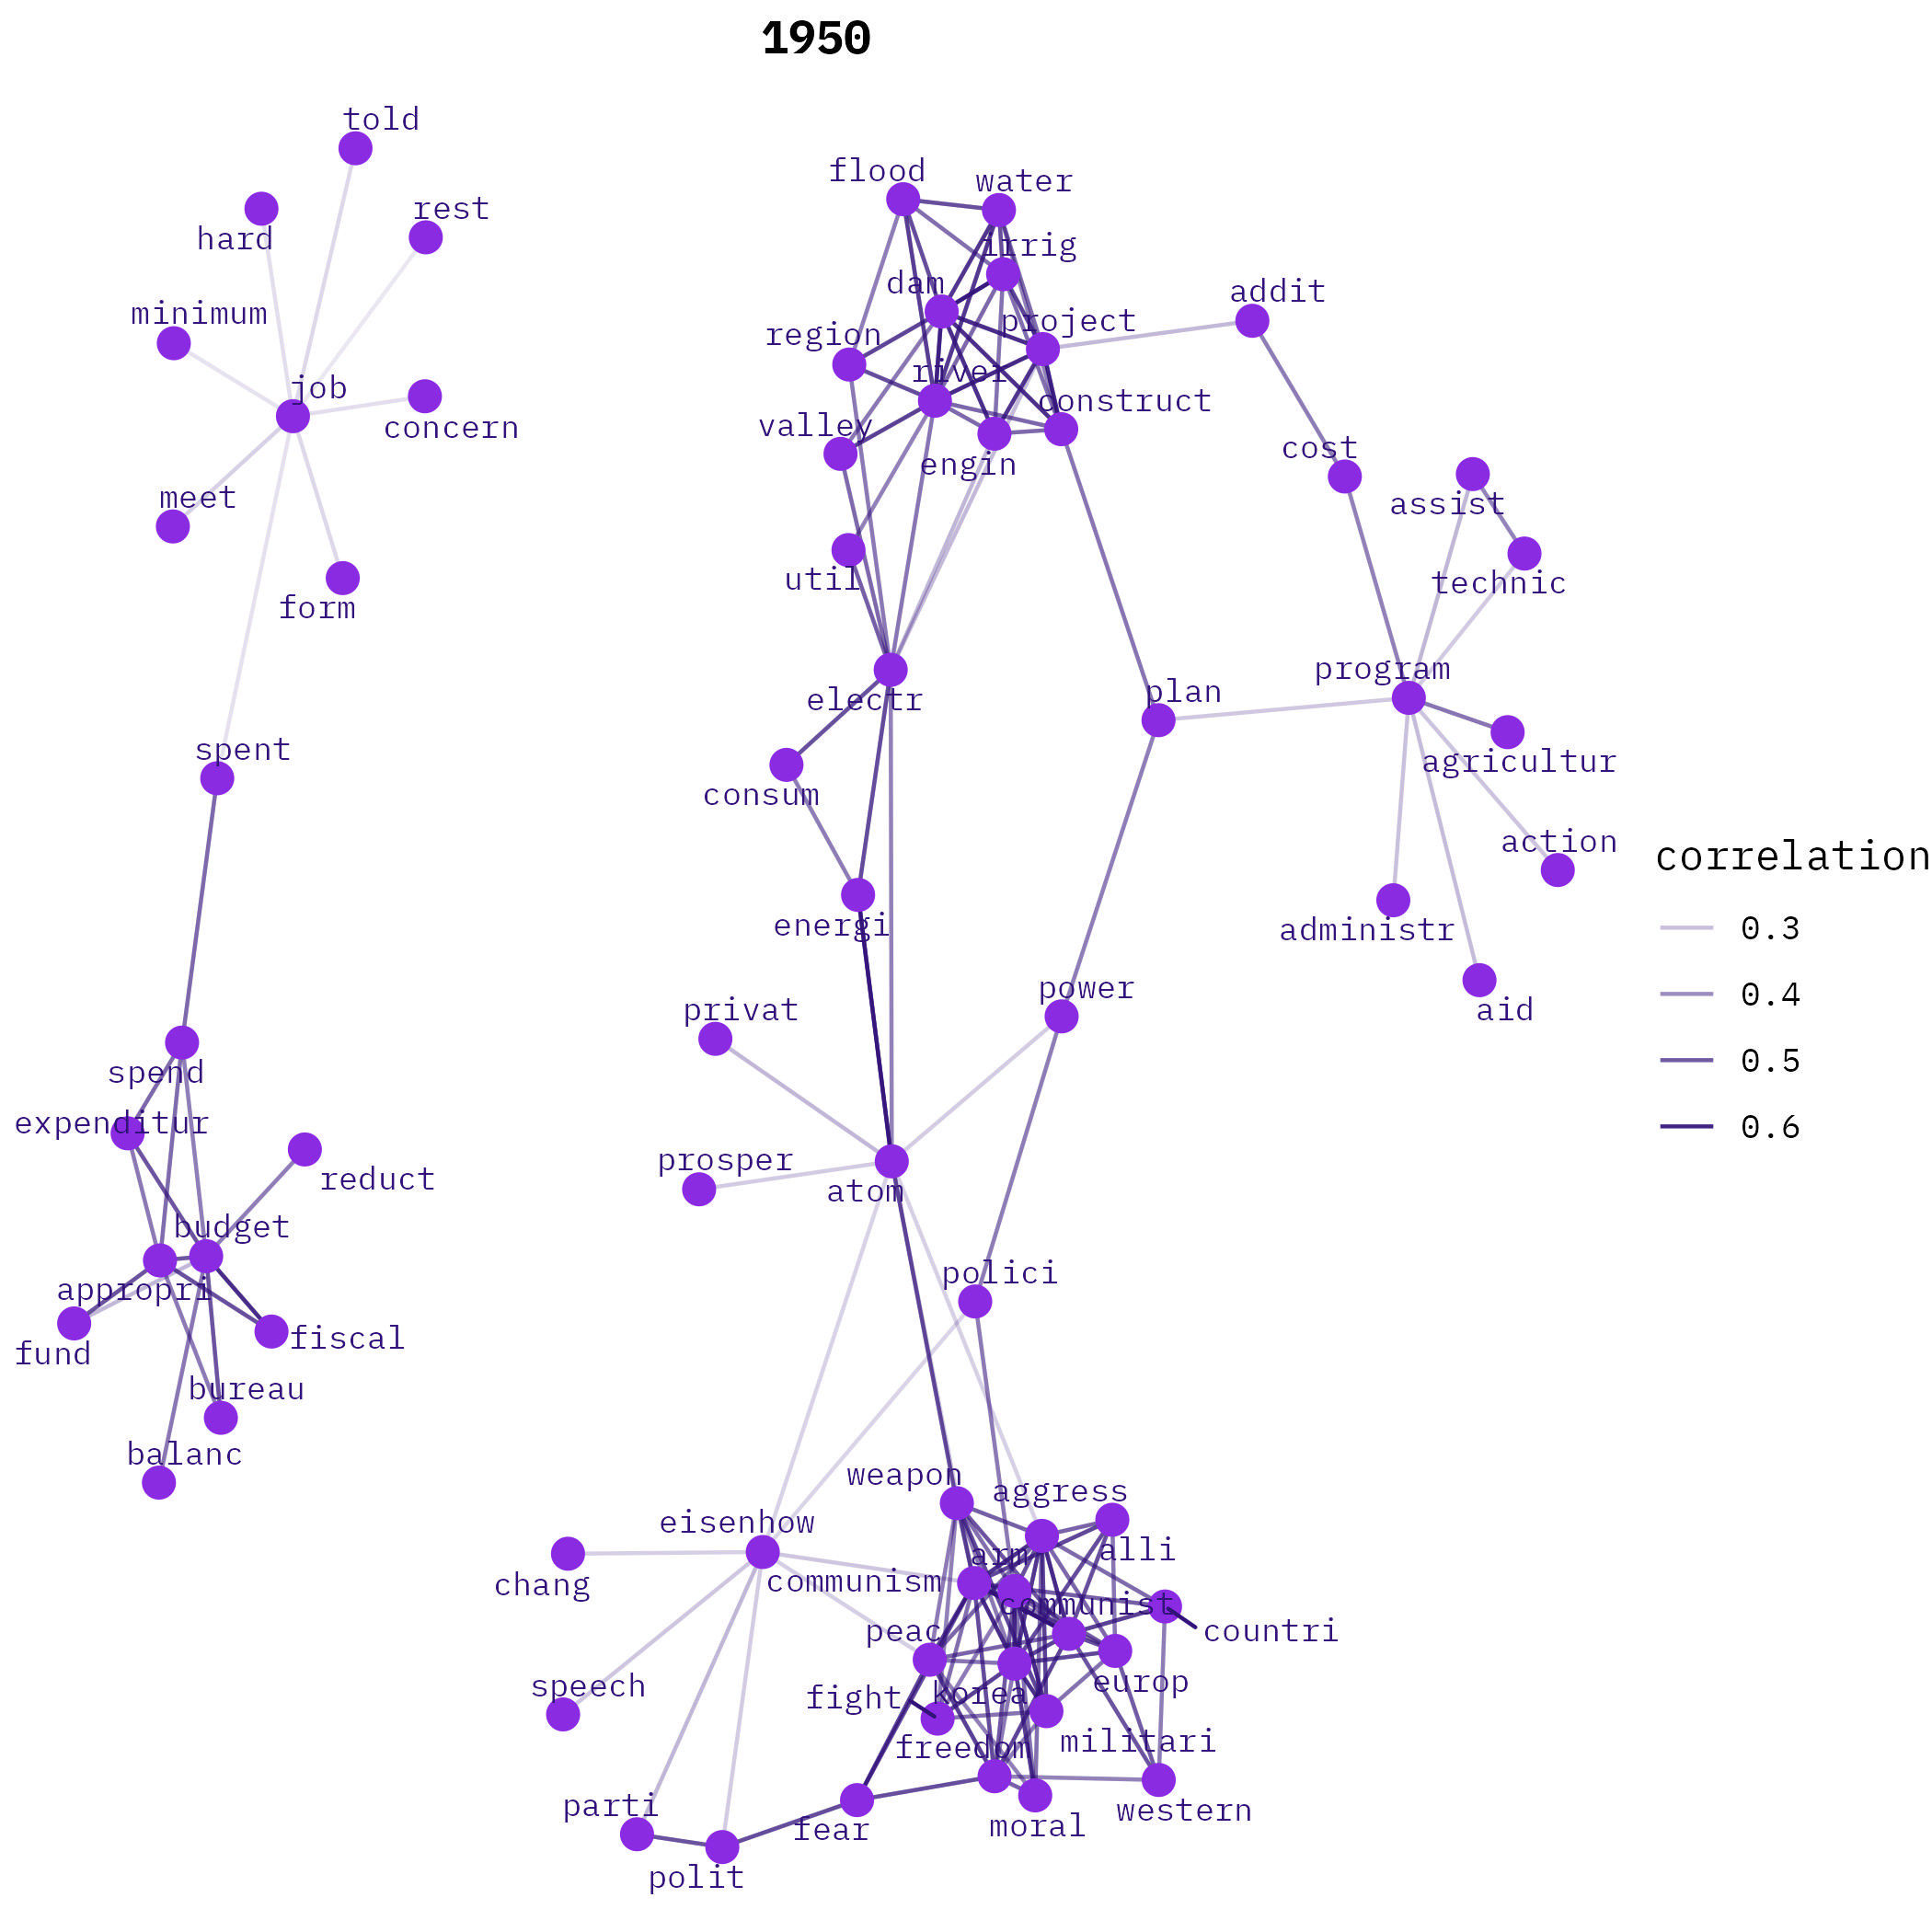 1950
told
flood
water
hard
rest
irrig
dam
addit
minimum
region
project
job
river
construct
concern
valley
cost
engin
meet
assist
util
technic
form
program
electr
plan
spent
agricultur
consum
action
correlation
energi
administr
0.3
privat
power
aid
0.4
spend
0.5
expenditur
0.6
prosper
reduct
atom
budget
appropri
polici
fund
fiscal
bureau
balanc
weapon
aggress
eisenhow
arm
alli
chang
communism
communist
peac
countri
speech
fight
korea
europ
freedom
militari
parti
fear
moral
western
polit